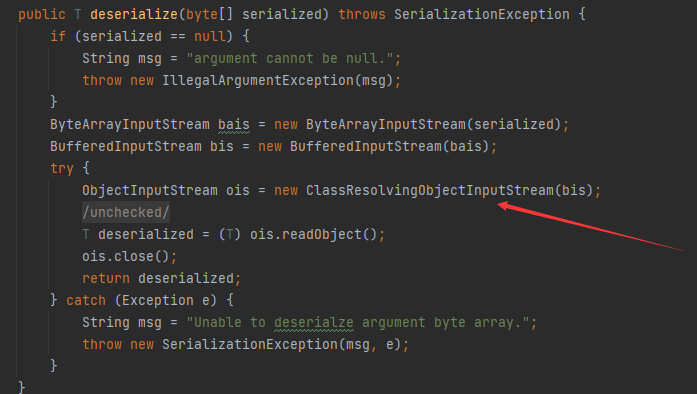 public T deserialize(byte[] serialized) throws SerializationException {
if (serialized == null) {
String msg = "argument cannot be null.";
throw new IllegalArgumentException(msg);
}
ByteArrayInputStream bais = new ByteArrayInputStream(serialized);
BufferedInputStream bis = new BufferedInputStream(bais);
try {
ObjectInputStream ois = new ClassResolvingObjectInputStream(bis);
/unchecked/
T deserialized = (T) ois.readObject();
ois.close();
return deserialized;
} catch (Exception e) {
String msg = "Unable to deserialze argument byte array.";
throw new SerializationException(msg, e);
}
}